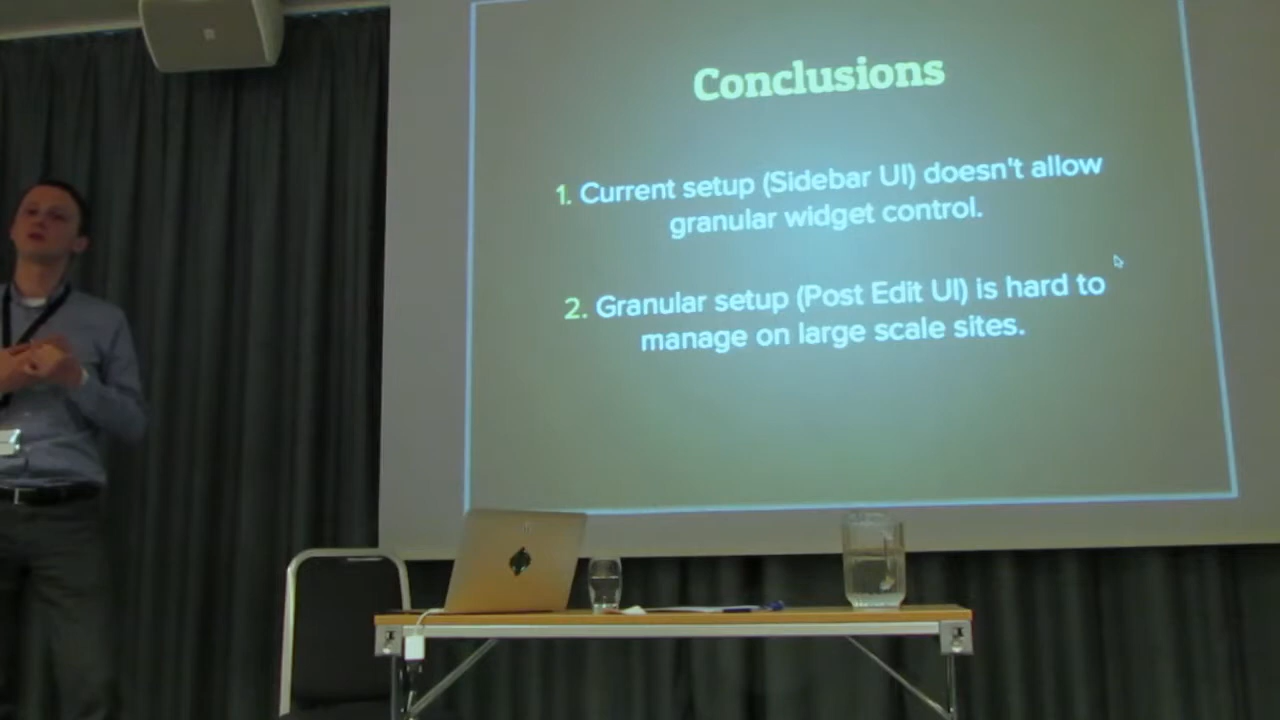 Conclusions
1. Current setup (Sidebar UI) doesn't allow
granular widget control.
2. Granular setup (Post Edit UI) is hard to
manage on large scale sites.